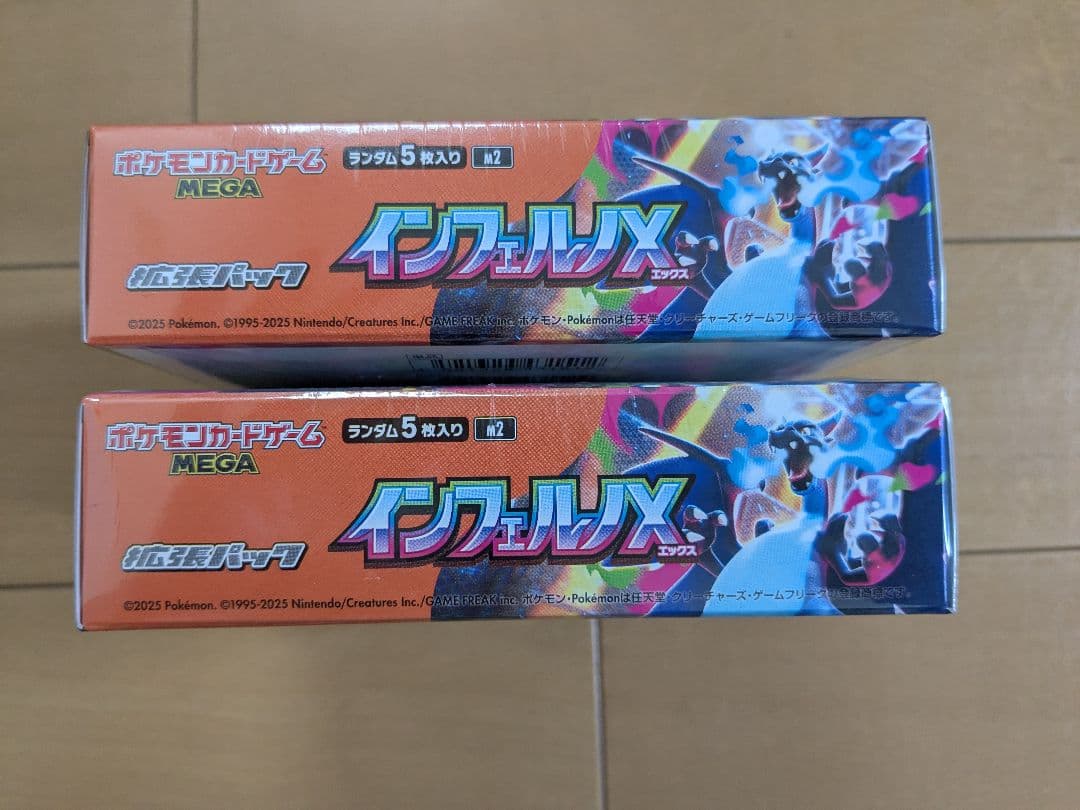 ポケモンカードゲーム
MEGA
ランダム5枚入り M2
インフェルノX
エックス
拡張パック
©2025 Pokémon. ©1995-2025 Nintendo/Creatures Inc./GAME FREAK inc. ポケモン・Pokémonは任天堂・クリーチャーズ・ゲームフリークの登録商標です。
ポケモンカードゲーム
MEGA
ランダム5枚入り M2
インフェルノX
エックス
拡張パック
©2025 Pokémon. ©1995-2025 Nintendo/Creatures Inc./GAME FREAK inc. ポケモン・Pokémonは任天堂・クリーチャーズ・ゲームフリークの登録商標です。